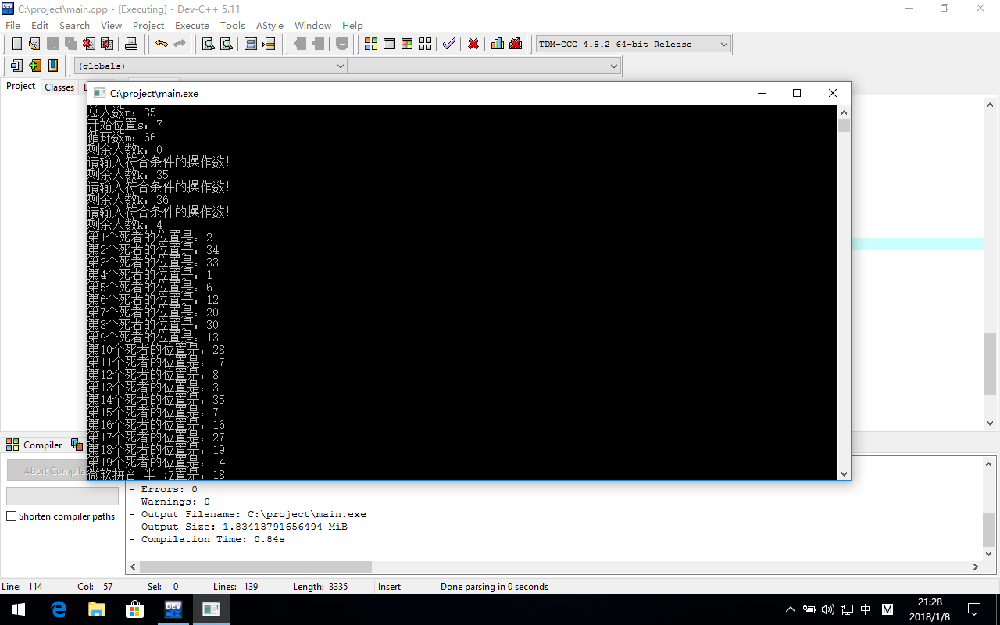 C:\project\main.cpp - [Executing] - Dev-C++ 5.11
File Edit Search View Project Execute Tools AStyle Window Help
TDM-GCC 4.9.2 64-bit Release
(globals)
Project Classes D
C:\project\main.exe
总人数n: 35
开始位置s: 7
循环数m: 66
剩余人数k: 0
请输入符合条件的操作数!
剩余人数k: 35
请输入符合条件的操作数!
剩余人数k: 36
请输入符合条件的操作数!
剩余人数k: 4
第1个死者的位置是: 2
第2个死者的位置是: 34
第3个死者的位置是: 33
第4个死者的位置是: 1
第5个死者的位置是: 6
第6个死者的位置是: 12
第7个死者的位置是: 20
第8个死者的位置是: 30
第9个死者的位置是: 13
第10个死者的位置是: 28
第11个死者的位置是: 17
第12个死者的位置是: 8
第13个死者的位置是: 3
第14个死者的位置是: 35
第15个死者的位置是: 7
第16个死者的位置是: 16
第17个死者的位置是: 27
第18个死者的位置是: 19
第19个死者的位置是: 14
微软拼音 半 :置是: 18
Compiler
Abort Compilat
Shorten compiler paths
- Errors: 0
- Warnings: 0
- Output Filename: C:\project\main.exe
- Output Size: 1.83413791656494 MiB
- Compilation Time: 0.84s
Line: 114 Col: 57 Sel: 0 Lines: 139 Length: 3335 Insert Done parsing in 0 seconds
DEV C++
中 M
21:28
2018/1/8